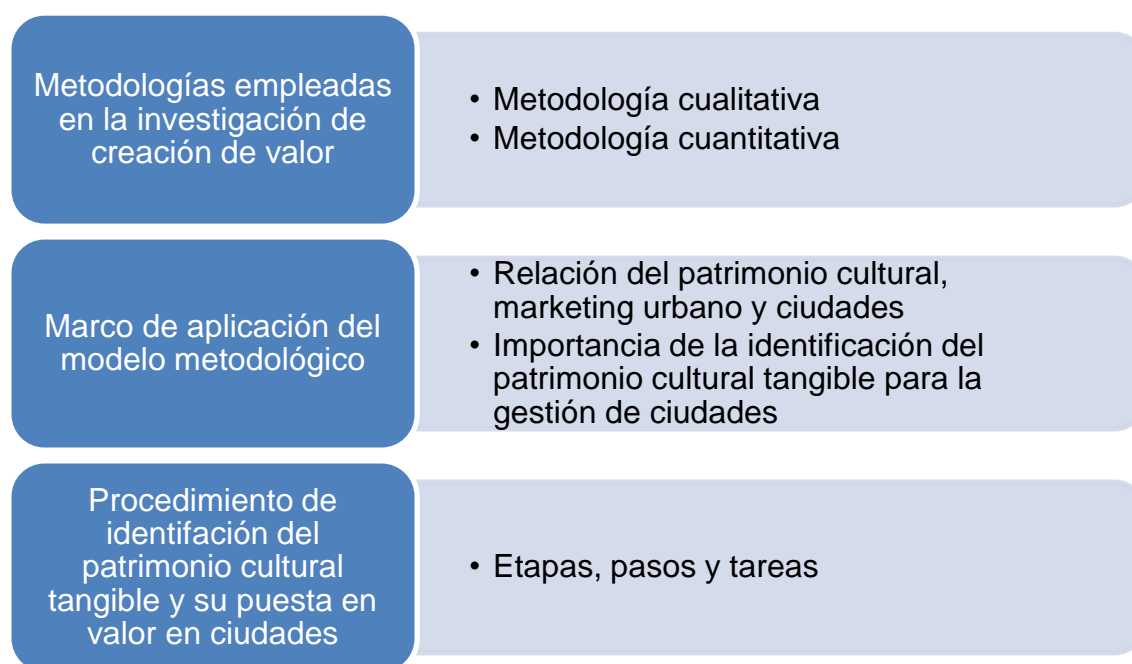 Metodologías empleadas
en la investigación de
creación de valor
• Metodología cualitativa
• Metodología cuantitativa
Marco de aplicación del
modelo metodológico
• Relación del patrimonio cultural,
marketing urbano y ciudades
• Importancia de la identificación del
patrimonio cultural tangible para la
gestión de ciudades
Procedimiento de
identifación del
patrimonio cultural
tangible y su puesta en
valor en ciudades
• Etapas, pasos y tareas